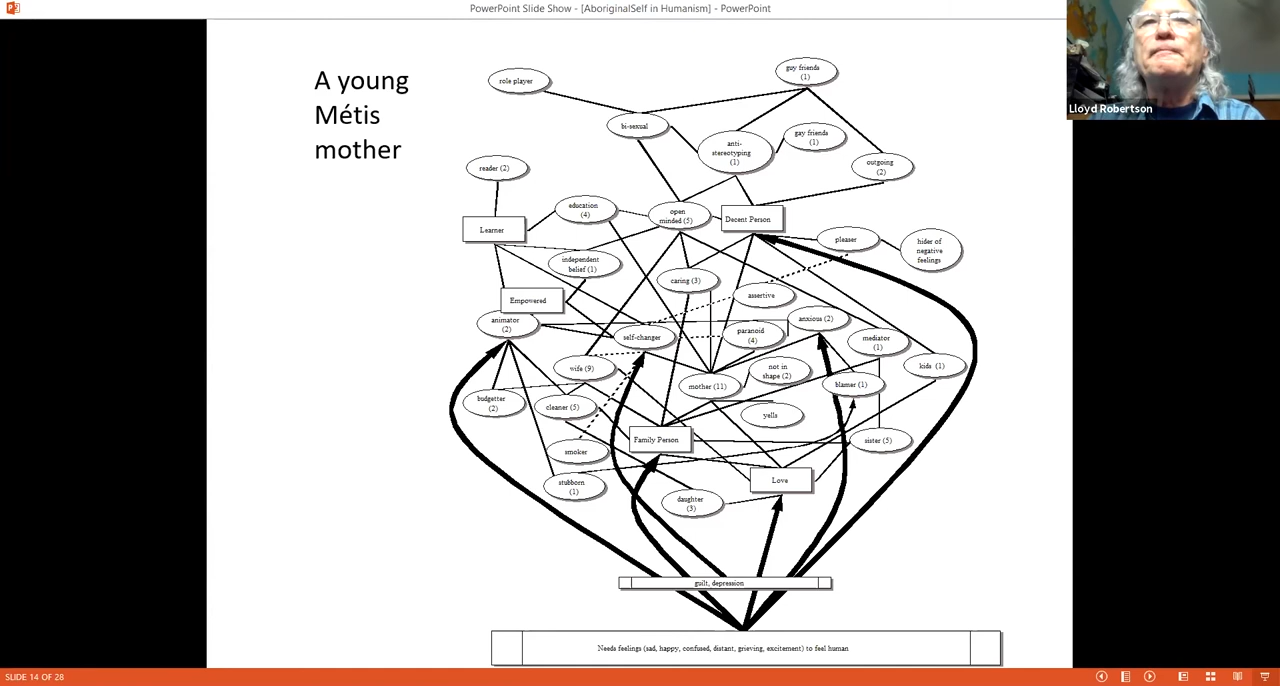 PowerPoint Slide Show - [AboriginalSelf in Humanism] - PowerPoint
Lloyd Robertson
A young
Métis
mother
role player
guy friends
(1)
bi-sexual
anti-
stereotyping
(1)
gay friends
(1)
outgoing
(2)
reader (2)
education
(4)
open
minded (5)
Decent Person
Learner
pleaser
hider of
negative
feelings
independent
belief (1)
caring (3)
assertive
Empowered
animator
(2)
self-changer
paranoid
(4)
anxious (2)
mediator
(1)
wife (9)
mother (11)
not in
shape (2)
blamer (1)
kids (1)
budgetter
(2)
cleaner (5)
yells
smoker
Family Person
sister (5)
stubborn
(1)
Love
daughter
(3)
guilt, depression
Needs feelings (sad, happy, confused, distant, grieving, excitement) to feel human
SLIDE 14 OF 28